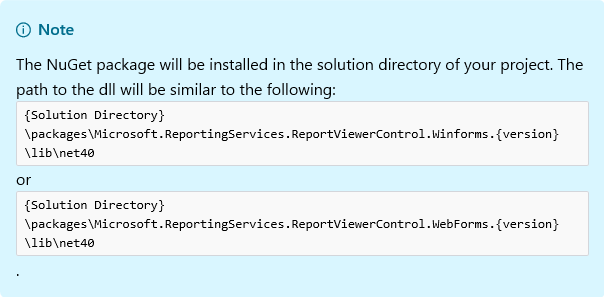 Note
The NuGet package will be installed in the solution directory of your project. The
path to the dll will be similar to the following:
{Solution Directory}
\packages\Microsoft.ReportingServices.ReportViewerControl.Winforms.{version}
\lib\net40
or
{Solution Directory}
\packages\Microsoft.ReportingServices.ReportViewerControl.WebForms.{version}
\lib\net40
.